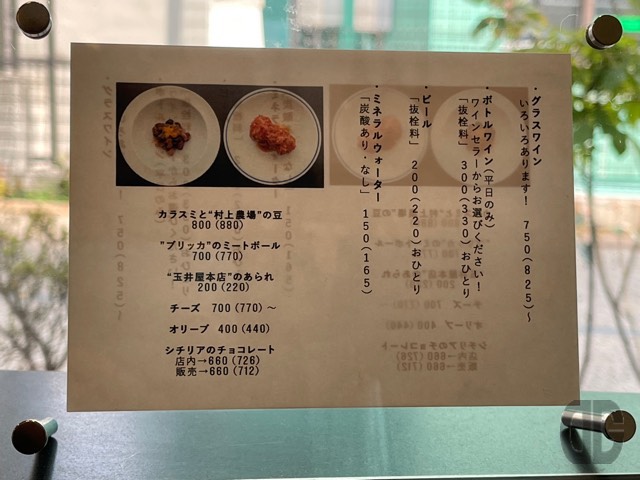 ・グラスワイン
いろいろあります！ 750(825)～
・ボトルワイン(平日のみ)
ワインセラーからお選びください！
「抜栓料」 300(330)おひとり
・ビール
「抜栓料」 200(220)おひとり
・ミネラルウォーター
「炭酸あり・なし」 150(165)
カラスミと“村上農場”の豆
800(880)
”ブリッカ”のミートボール
700(770)
“玉井屋本店”のあられ
200(220)
チーズ 700(770)～
オリーブ 400(440)
シチリアのチョコレート
店内→660(726)
販売→660(712)